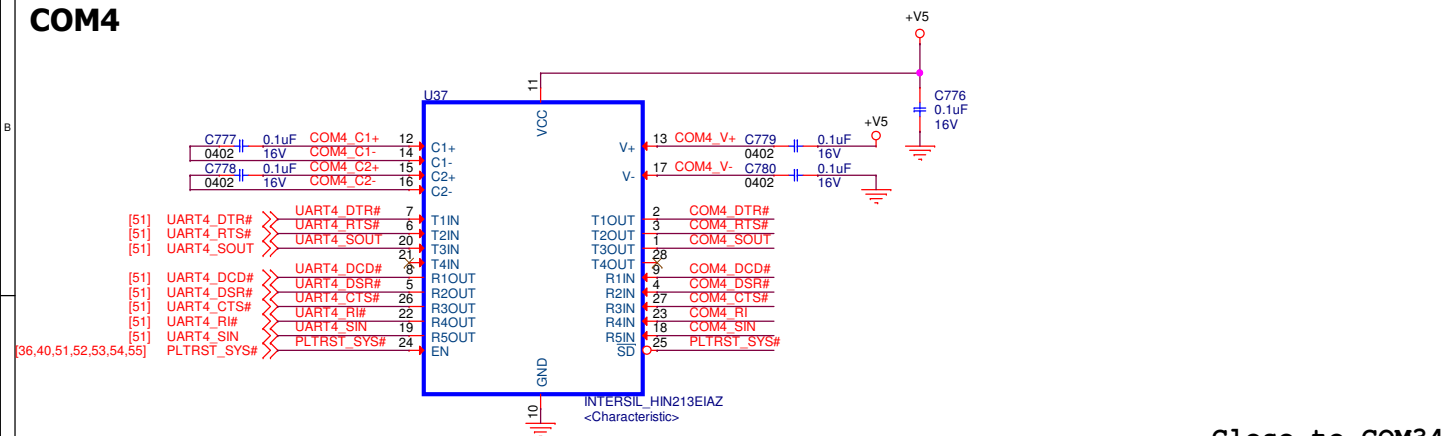 COM4
+V5
C776
0.1uF
16V
B
U37
11
VCC
+V5
C777 0.1uF COM4_C1+ 12 C1+
0402 16V COM4_C1- 14 C1-
C778 0.1uF COM4_C2+ 15 C2+
0402 16V COM4_C2- 16 C2-
V+ 13 COM4_V+ C779 0.1uF
0402 16V
V- 17 COM4_V- C780 0.1uF
0402 16V
[51] UART4_DTR# UART4_DTR# 7 T1IN T1OUT 2 COM4_DTR#
[51] UART4_RTS# UART4_RTS# 6 T2IN T2OUT 3 COM4_RTS#
[51] UART4_SOUT UART4_SOUT 20 T3IN T3OUT 1 COM4_SOUT
21 T4IN T4OUT 28
[51] UART4_DCD# UART4_DCD# 8 R1OUT R1IN 9 COM4_DCD#
[51] UART4_DSR# UART4_DSR# 5 R2OUT R2IN 4 COM4_DSR#
[51] UART4_CTS# UART4_CTS# 26 R3OUT R3IN 27 COM4_CTS#
[51] UART4_RI# UART4_RI# 22 R4OUT R4IN 23 COM4_RI
[51] UART4_SIN UART4_SIN 19 R5OUT R5IN 18 COM4_SIN
[36,40,51,52,53,54,55] PLTRST_SYS# PLTRST_SYS# 24 EN SD 25 PLTRST_SYS#
GND
10
INTERSIL_HIN213EIAZ
<Characteristic>